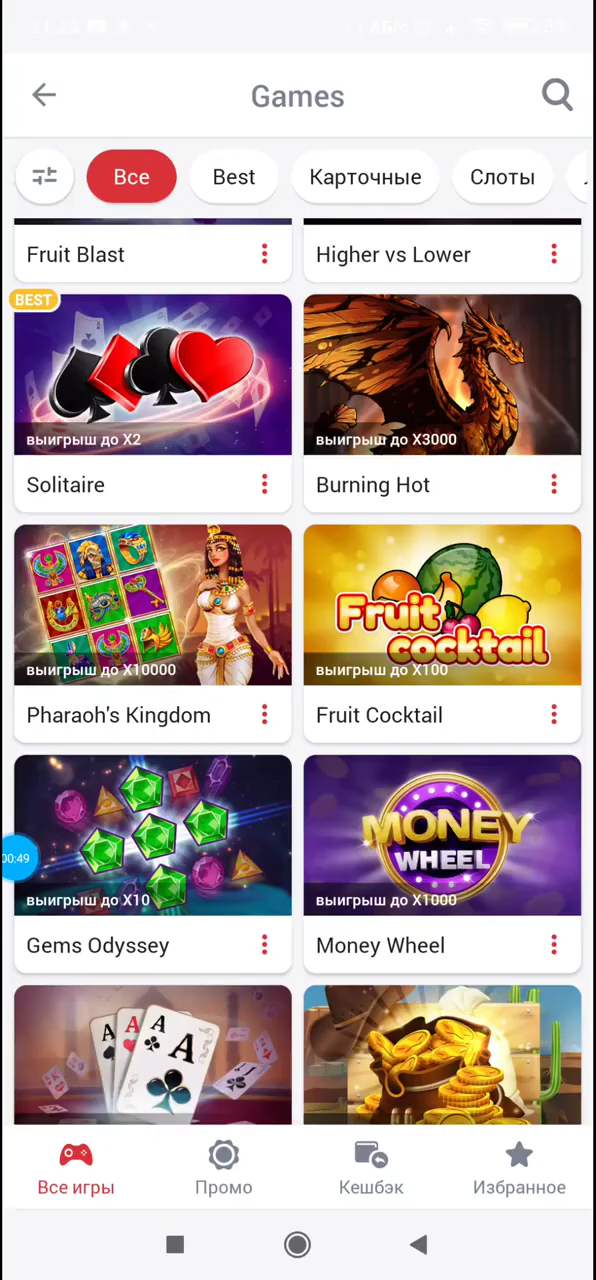 Games
Все
Best
Карточные
Слоты
Fruit Blast
Higher vs Lower
BEST
выигрыш до X2
выигрыш до X3000
Solitaire
Burning Hot
Fruit
cocktail
выигрыш до X10000
выигрыш до X100
Pharaoh's Kingdom
Fruit Cocktail
MONEY
WHEEL
00:49
выигрыш до X10
выигрыш до X1000
Gems Odyssey
Money Wheel
A
A
A
A
J
Все игры
Промо
Кешбэк
Избранное